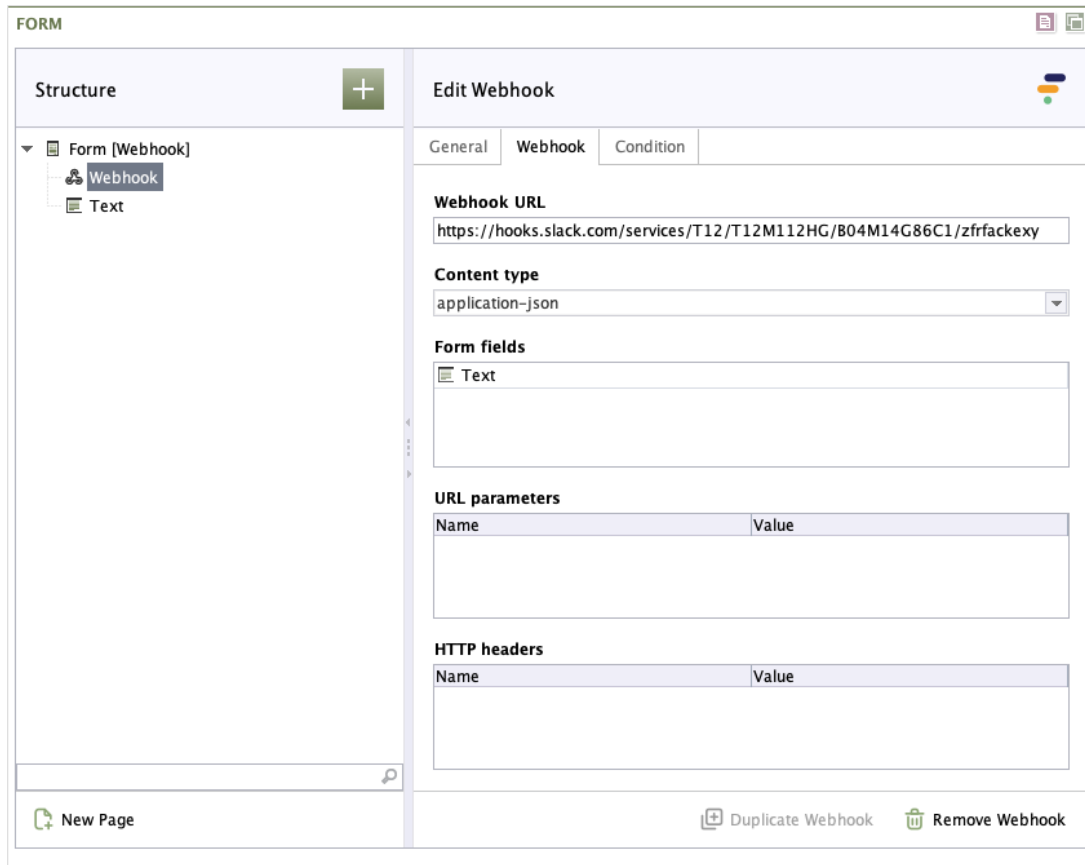 FORM
Structure
Form [Webhook]
Webhook
Text
New Page
Edit Webhook
General Webhook Condition
Webhook URL
https://hooks.slack.com/services/T12/T12M112HG/B04M14G86C1/zfrfackexy
Content type
application-json
Form fields
Text
URL parameters
Name Value
HTTP headers
Name Value
Duplicate Webhook Remove Webhook